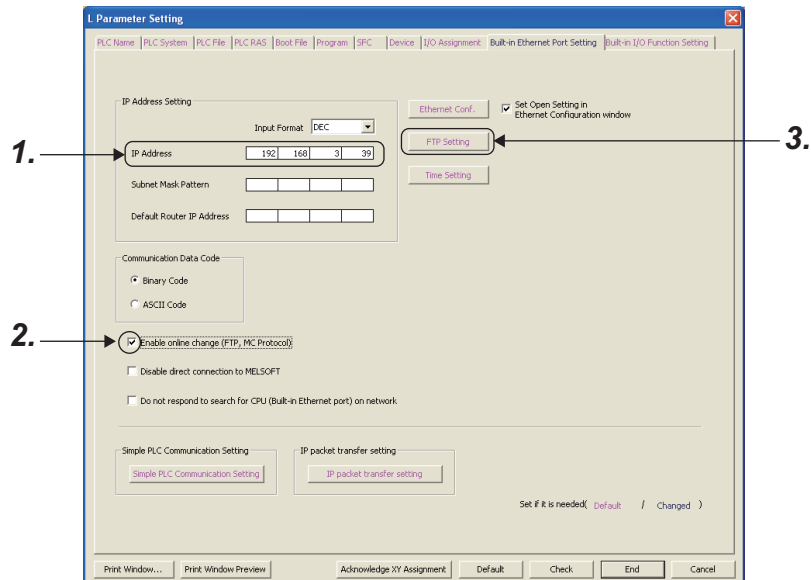 L Parameter Setting
PLC Name PLC System PLC File PLC RAS Boot File Program SFC Device I/O Assignment Built-in Ethernet Port Setting Built-in I/O Function Setting
IP Address Setting
Input Format DEC
1. IP Address 192 168 3 39
Subnet Mask Pattern
Default Router IP Address
Ethernet Conf. Set Open Setting in
Ethernet Configuration window
FTP Setting 3.
Time Setting
Communication Data Code
Binary Code
ASCII Code
2. Enable online change (FTP, MC Protocol)
Disable direct connection to MELSOFT
Do not respond to search for CPU (Built-in Ethernet port) on network
Simple PLC Communication Setting
Simple PLC Communication Setting
IP packet transfer setting
IP packet transfer setting
Set if it is needed( Default / Changed )
Print Window... Print Window Preview Acknowledge XY Assignment Default Check End Cancel